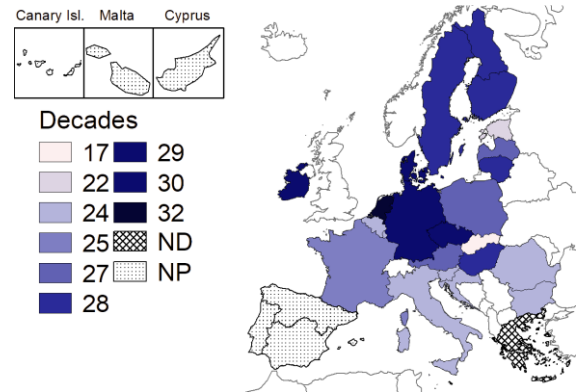 Canary Isl. Malta Cyprus
Decades
17 29
22 30
24 32
25 ND
27 NP
28